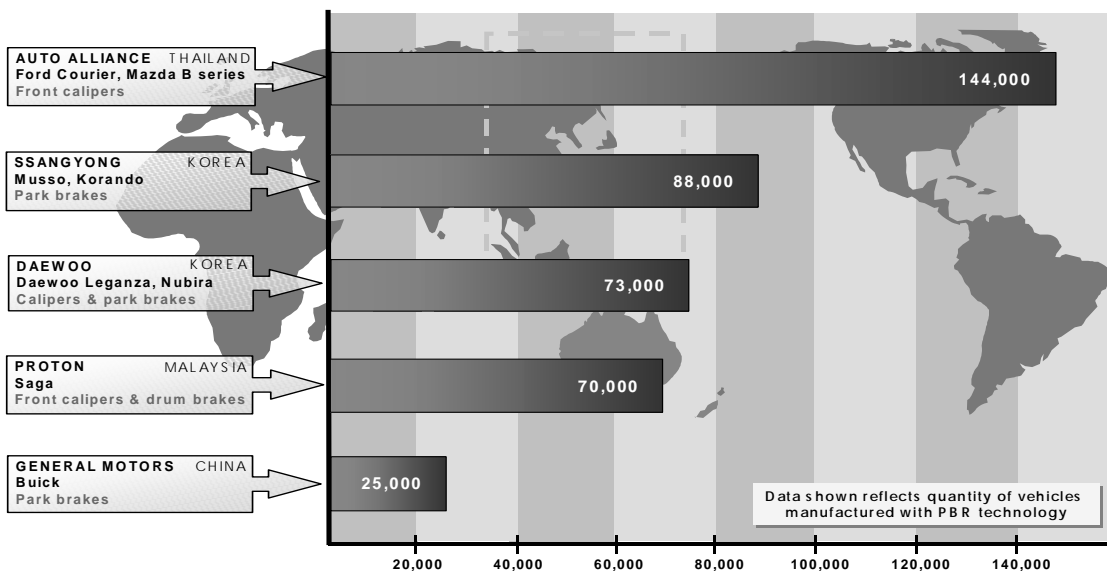 AUTO ALLIANCE THAILAND
Ford Courier, Mazda B series
Front calipers
144,000
SSANGYONG KOREA
Musso, Korando
Park brakes
88,000
DAEWOO KOREA
Daewoo Leganza, Nubira
Calipers & park brakes
73,000
PROTON MALAYSIA
Saga
Front calipers & drum brakes
70,000
GENERAL MOTORS CHINA
Buick
Park brakes
25,000
Data shown reflects quantity of vehicles
manufactured with PBR technology
20,000 40,000 60,000 80,000 100,000 120,000 140,000